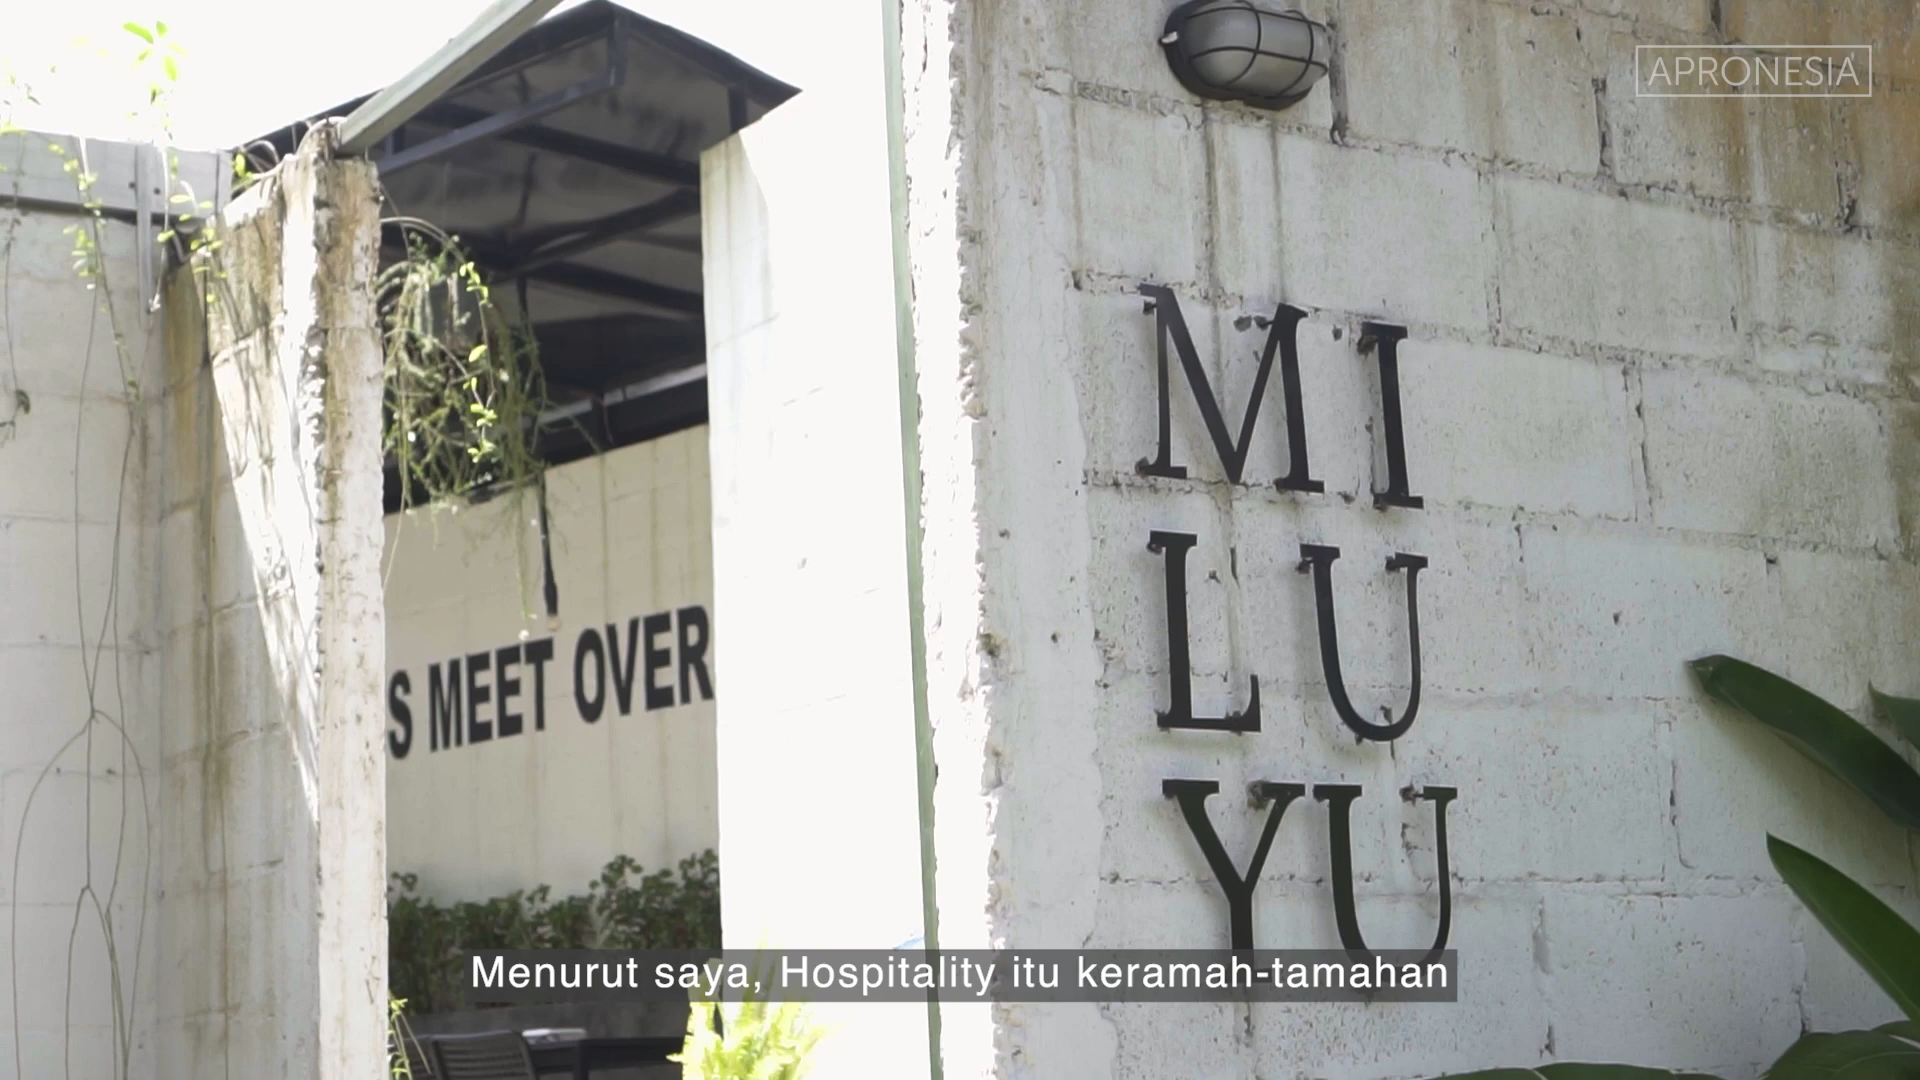 APRONESIA
MI
LU
YU
S MEET OVER
Menurut saya, Hospitality itu keramah-tamahan